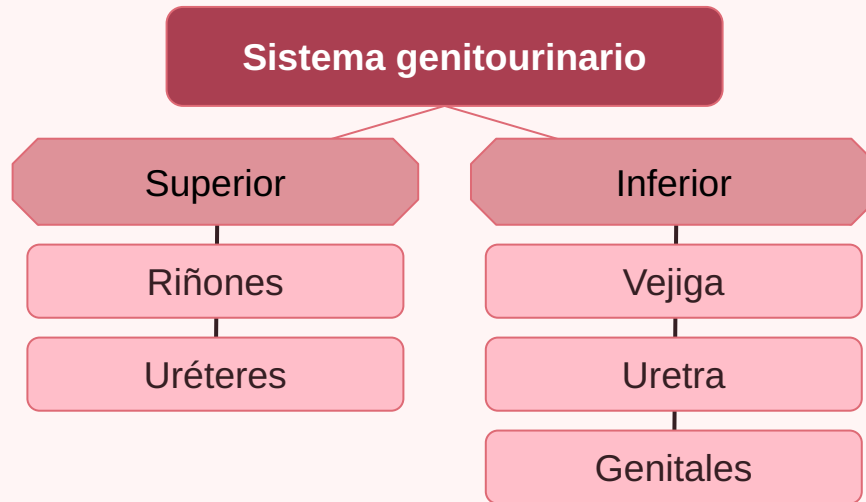 Sistema genitourinario
Superior
Inferior
Riñones
Vejiga
Uréteres
Uretra
Genitales